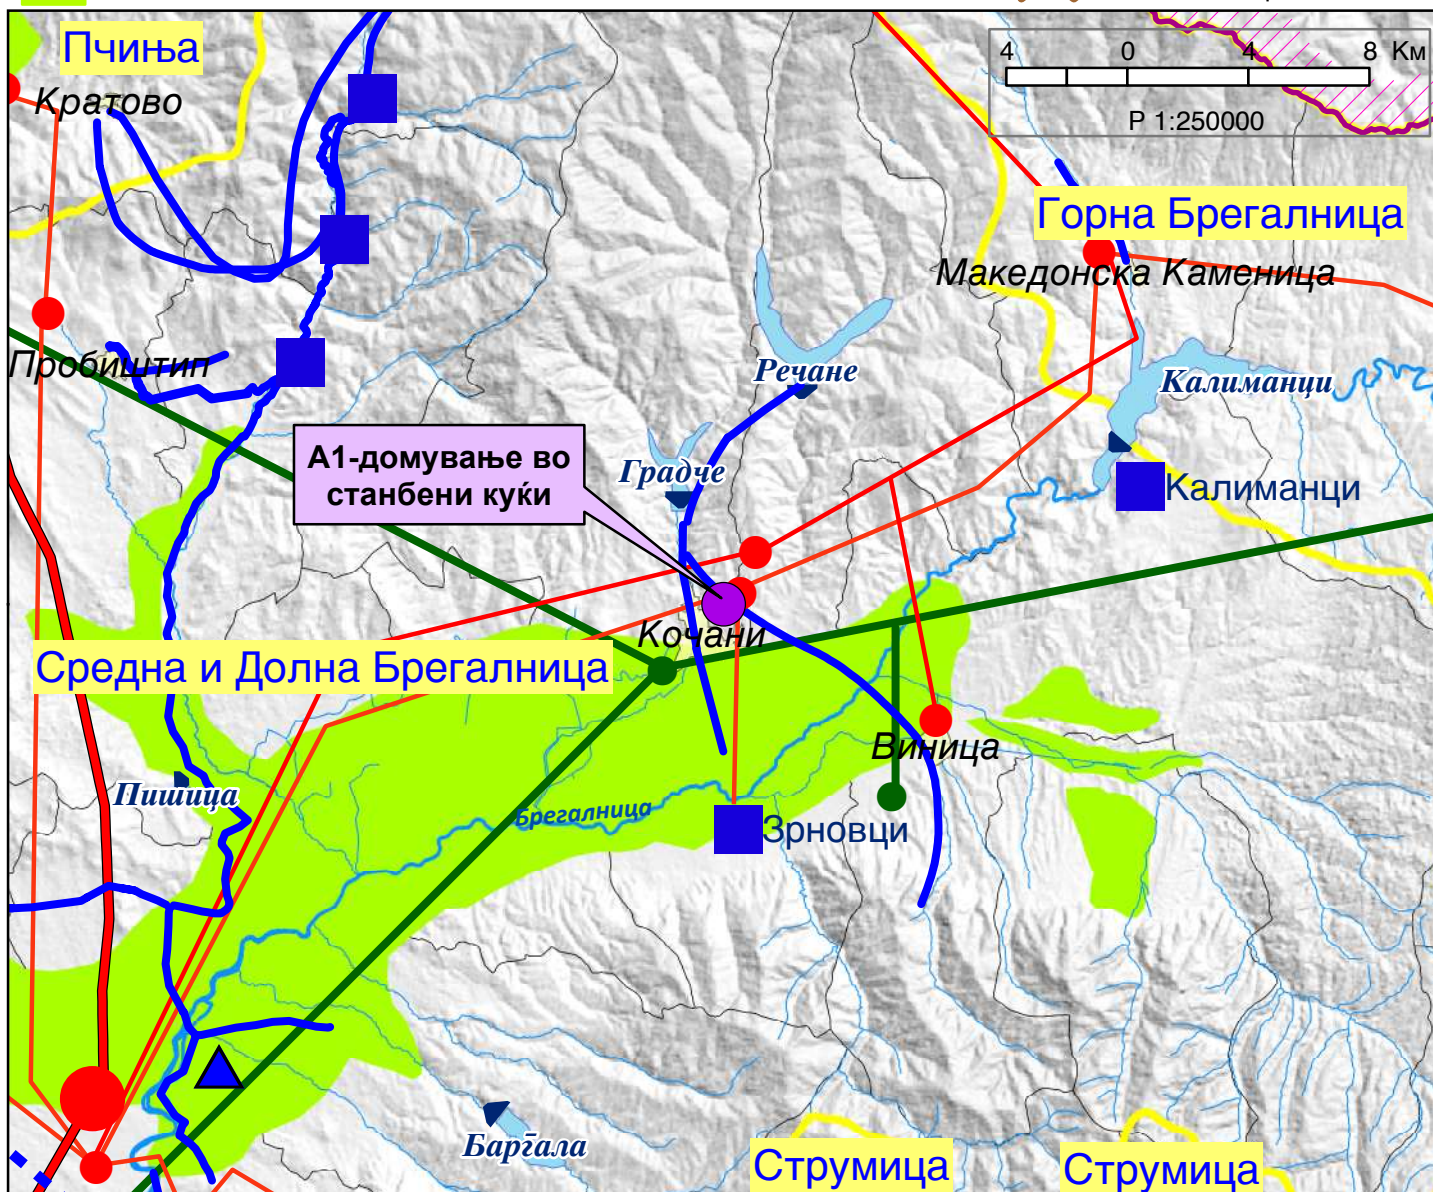 Пчиња
4 0 4 8 Км
Кратово
Р 1:250000
Горна Брегалница
Македонска Каменица
Пробиштип
Речане
Калиманци
А1-домување во
станбени куќи
Градче
Калиманци
Кочани
Средна и Долна Брегалница
Виница
Пишица
Брегалница
Зрновци
Баргала
Струмица
Струмица